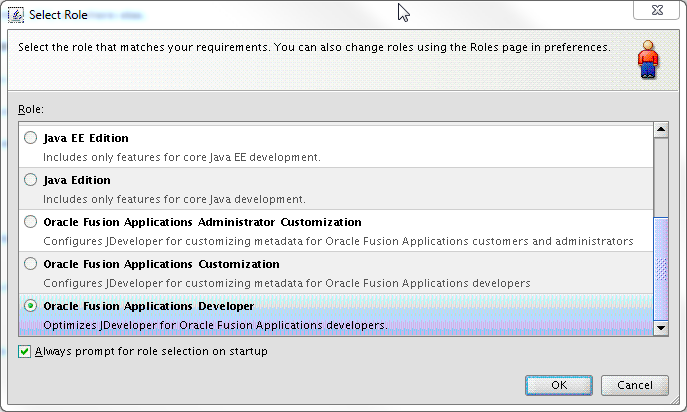 Select Role
Select the role that matches your requirements. You can also change roles using the Roles page in preferences.
Role:
Java EE Edition
Includes only features for core Java EE development.
Java Edition
Includes only features for core Java development.
Oracle Fusion Applications Administrator Customization
Configures JDeveloper for customizing metadata for Oracle Fusion Applications customers and administrators
Oracle Fusion Applications Customization
Configures JDeveloper for customizing metadata for Oracle Fusion Applications developers
Oracle Fusion Applications Developer
Optimizes JDeveloper for Oracle Fusion Applications developers.
Always prompt for role selection on startup
OK
Cancel